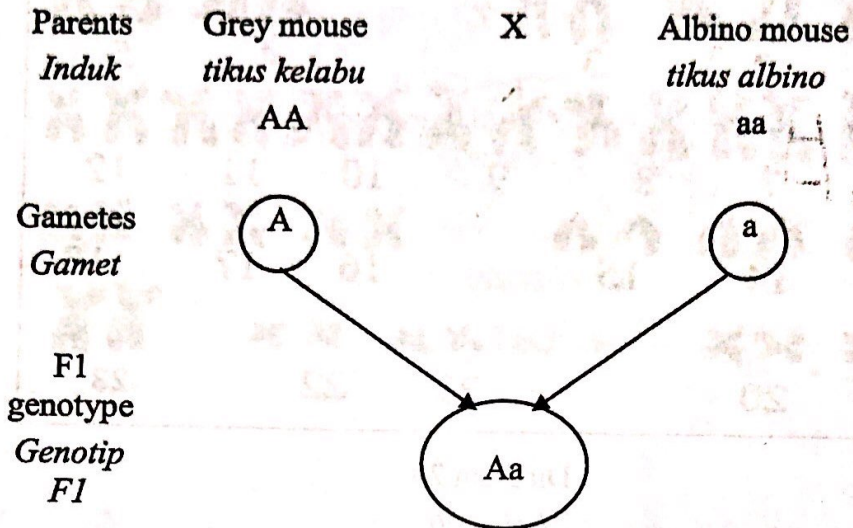 Parents Grey mouse X Albino mouse
Induk tikus kelabu tikus albino
AA aa
Gametes A a
Gamet
F1
genotype
Genotip Aa
F1